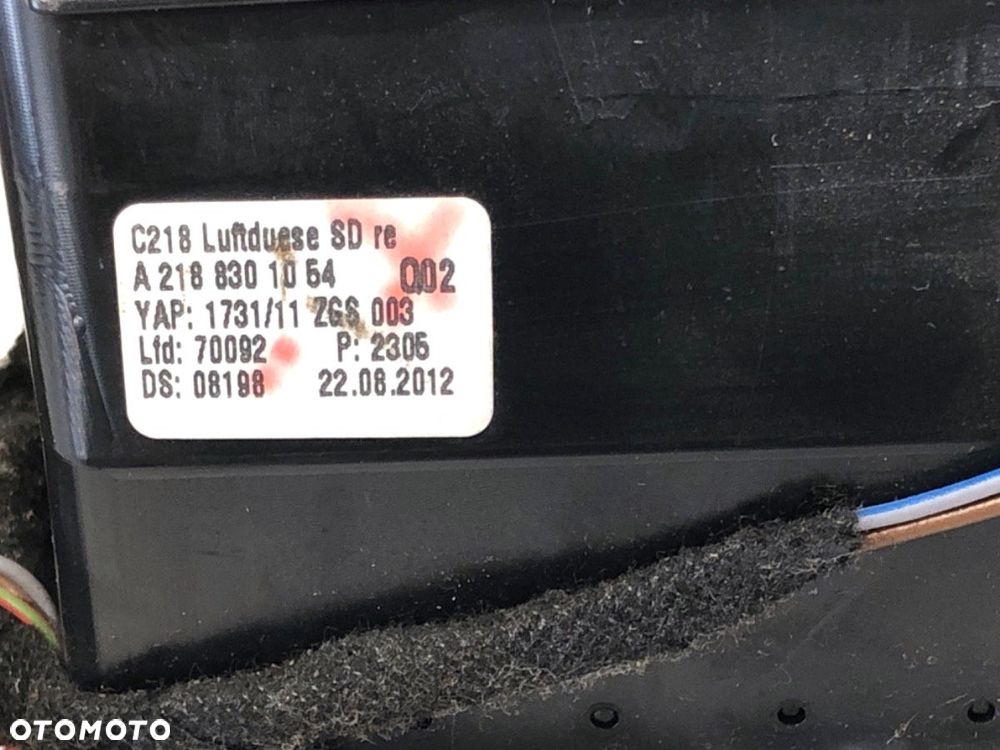 C218 Luftduese SD re
A 218 830 10 54 Q02
YAP: 1731/11 ZGS 003
Lfd: 70092 P: 2305
DS: 08198 22.08.2012
OTOMOTO